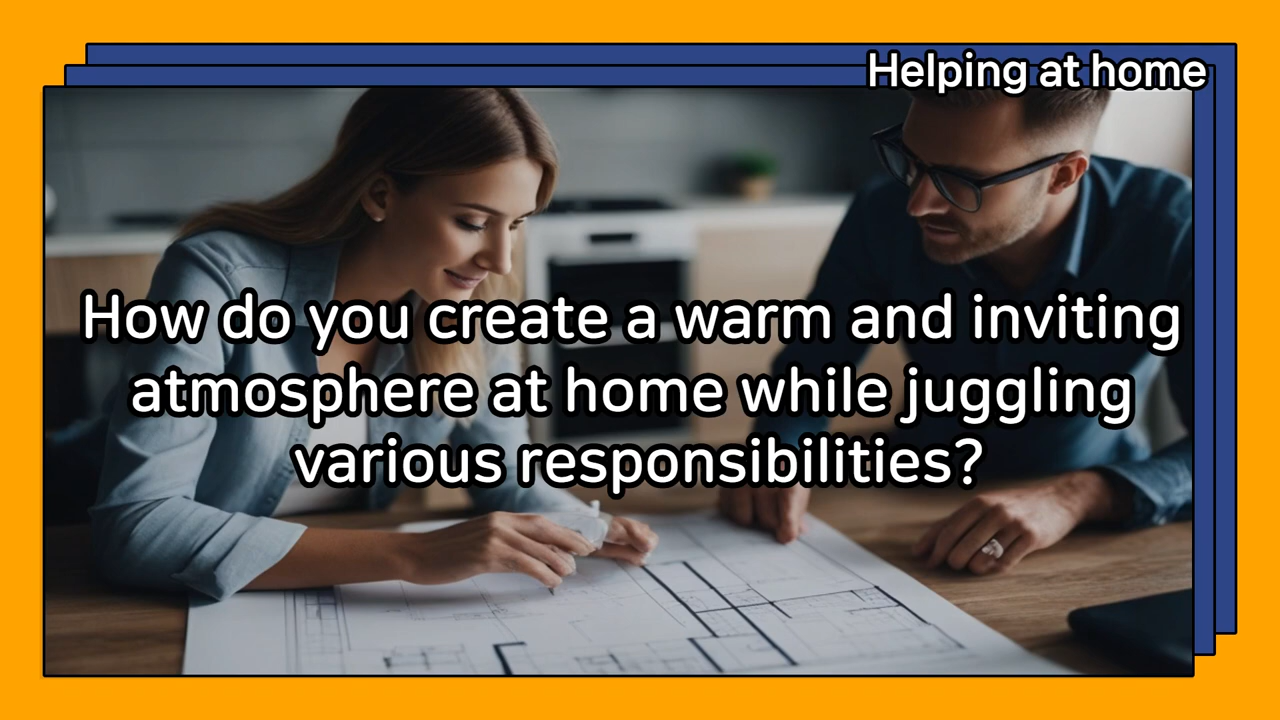 Helping at home
How do you create a warm and inviting
atmosphere at home while juggling
various responsibilities?